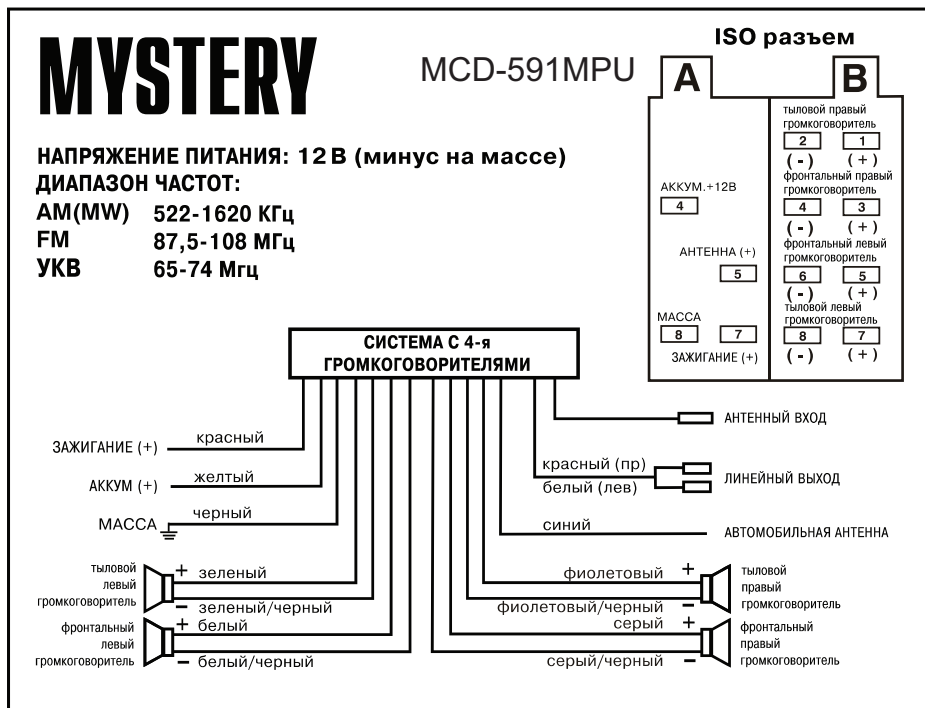 MYSTERY
MCD-591MPU
НАПРЯЖЕНИЕ ПИТАНИЯ: 12 В (минус на массе)
ДИАПАЗОН ЧАСТОТ:
AM(MW) 522-1620 КГц
FM 87,5-108 МГц
УКВ 65-74 Мгц
ISO разъем
A
B
АККУМ.+12В
4
АНТЕННА (+)
5
МАССА
8 7
ЗАЖИГАНИЕ (+)
тыловой правый
громкоговоритель
2 1
(-) (+)
фронтальный правый
громкоговоритель
4 3
(-) (+)
фронтальный левый
громкоговоритель
6 5
(-) (+)
тыловой левый
громкоговоритель
8 7
(-) (+)
СИСТЕМА С 4-я
ГРОМКОГОВОРИТЕЛЯМИ
ЗАЖИГАНИЕ (+) красный
АККУМ (+) желтый
МАССА черный
тыловой
левый
громкоговоритель
+ зеленый
– зеленый/черный
фронтальный
левый
громкоговоритель
+ белый
– белый/черный
АНТЕННЫЙ ВХОД
красный (пр)
белый (лев)
ЛИНЕЙНЫЙ ВЫХОД
синий АВТОМОБИЛЬНАЯ АНТЕННА
фиолетовый +
фиолетовый/черный –
тыловой
правый
громкоговоритель
серый +
серый/черный –
фронтальный
правый
громкоговоритель